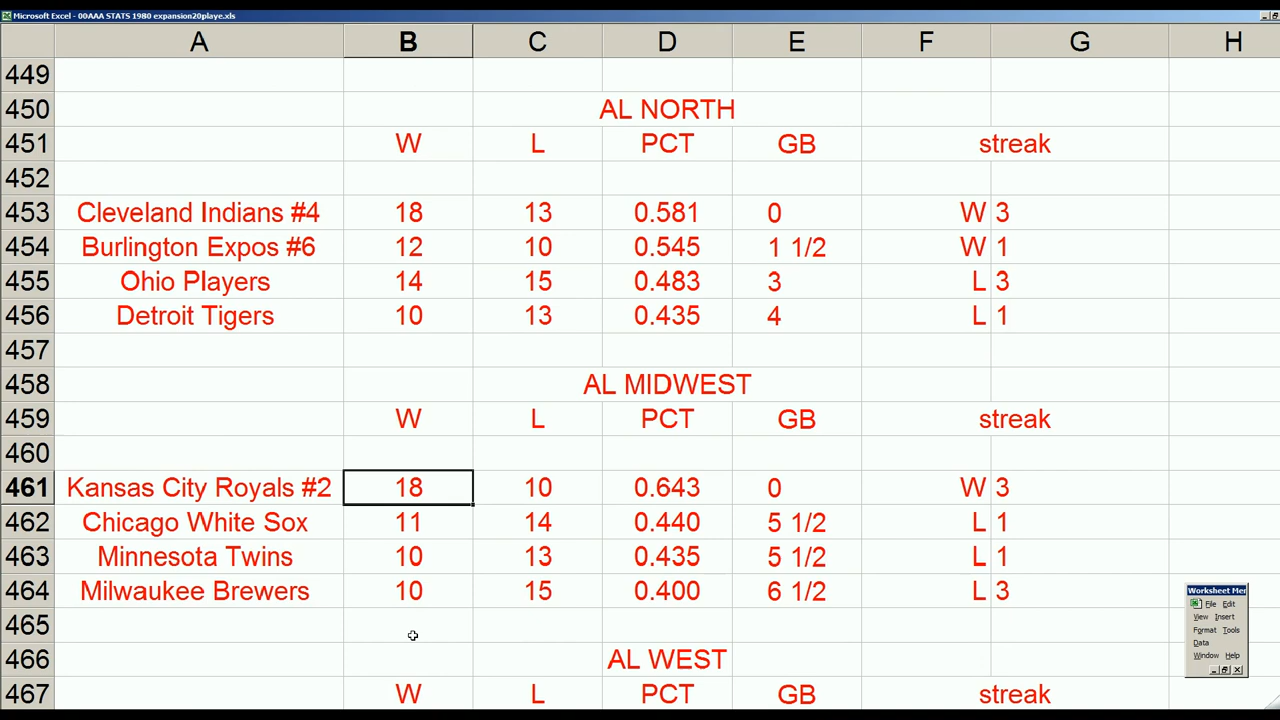 Microsoft Excel - 00AAA STATS 1980 expansion20playe.xls
A B C D E F G H
449
450 AL NORTH
451 W L PCT GB streak
452
453 Cleveland Indians #4 18 13 0.581 0 W 3
454 Burlington Expos #6 12 10 0.545 1 1/2 W 1
455 Ohio Players 14 15 0.483 3 L 3
456 Detroit Tigers 10 13 0.435 4 L 1
457
458 AL MIDWEST
459 W L PCT GB streak
460
461 Kansas City Royals #2 18 10 0.643 0 W 3
462 Chicago White Sox 11 14 0.440 5 1/2 L 1
463 Minnesota Twins 10 13 0.435 5 1/2 L 1
464 Milwaukee Brewers 10 15 0.400 6 1/2 L 3
465
466 AL WEST
467 W L PCT GB streak
Worksheet Mer
File Edit
View Insert
Format Tools
Data
Window Help